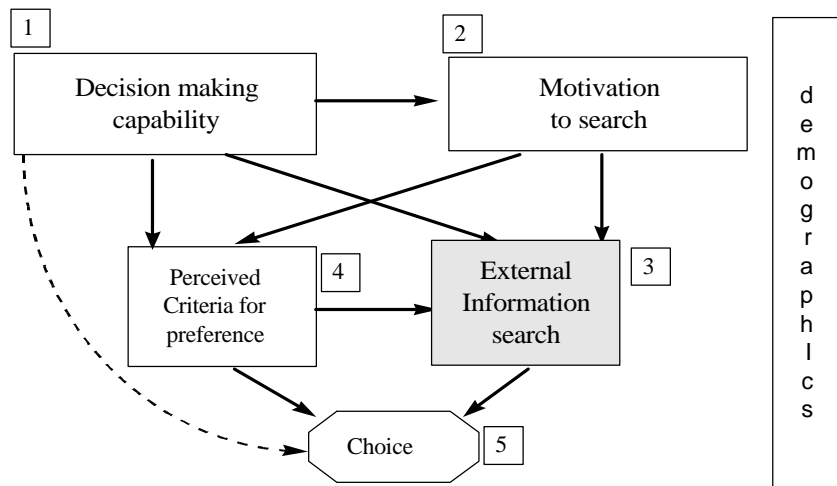 1
Decision making
capability
2
Motivation
to search
Perceived
Criteria for
preference
4
External
Information
search
3
Choice
5
d
e
m
o
g
r
a
p
h
I
c
s